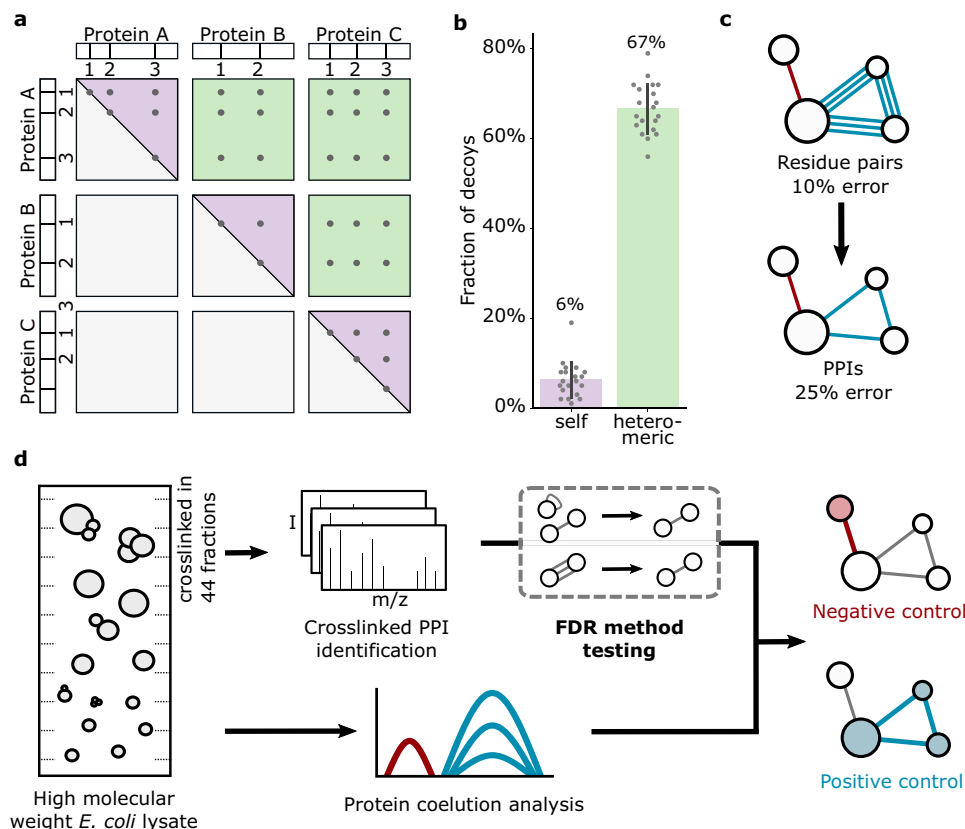 a
Protein A Protein B Protein C
1 2 3 1 2 1 2 3
Protein A
1
2
3
Protein B
1
2
Protein C
3
1
2
b
Fraction of decoys
80%
60%
40%
20%
0%
67%
6%
self
hetero-
meric
c
Residue pairs
10% error
PPIs
25% error
d
crosslinked in
44 fractions
High molecular
weight E. coli lysate
I
m/z
Crosslinked PPI
identification
FDR method
testing
Protein coelution analysis
Negative control
Positive control